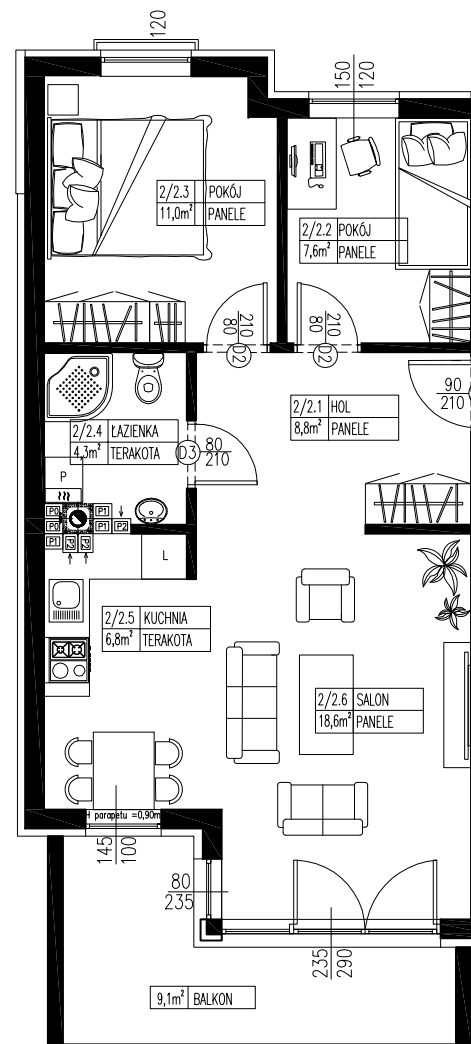 120
150
120
2/2.3 POKÓJ
11,0m² PANELE
2/2.2 POKÓJ
7,6m² PANELE
210
80
D2
210
80
D2
90
210
2/2.1 HOL
8,8m² PANELE
2/2.4 ŁAZIENKA
4,3m² TERAKOTA
D3
80
210
P
P0
P1
P0
P1
P2
P1
P2
P2
L
2/2.5 KUCHNIA
6,8m² TERAKOTA
2/2.6 SALON
18,6m² PANELE
H parapetu =0,90m
145
100
80
235
235
290
9,1m² BALKON